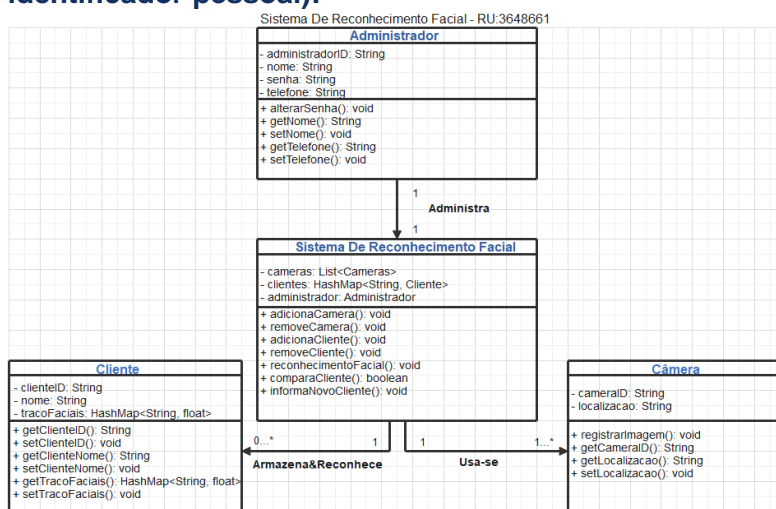 identificador pessoal).
Sistema De Reconhecimento Facial - RU:3648661
Administrador
- administradorID: String
- nome: String
- senha: String
- telefone: String
+ alterarSenha(): void
+ getNome(): String
+ setNome(): void
+ getTelefone(): String
+ setTelefone(): void
1
Administra
1
Sistema De Reconhecimento Facial
- cameras: List<Cameras>
- clientes: HashMap<String, Cliente>
- administrador: Administrador
+ adicionaCamera(): void
+ removeCamera(): void
+ adicionaCliente(): void
+ removeCliente(): void
+ reconhecimentoFacial(): void
+ comparaCliente(): boolean
+ informaNovoCliente(): void
Cliente
- clienteID: String
- nome: String
- tracoFaciais: HashMap<String, float>
+ getClienteID(): String
+ setClienteID(): void
+ getClienteNome(): String
+ setClienteNome(): void
+ getTracoFaciais(): HashMap<String, float>
+ setTracoFaciais(): void
0...*
1
Armazena&Reconhece
1
1...*
Usa-se
Câmera
- cameraID: String
- localizacao: String
+ registrarImagem(): void
+ getCameraID(): String
+ getLocalizacao(): String
+ setLocalizacao(): void